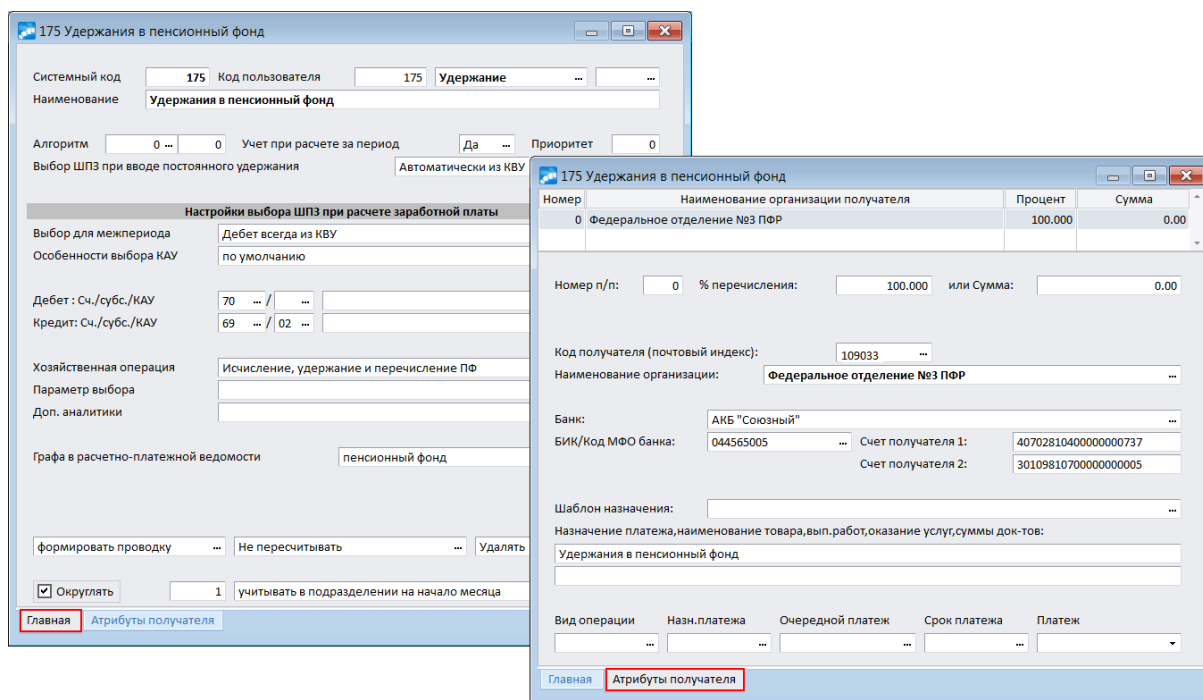 175 Удержания в пенсионный фонд
Системный код 175 Код пользователя 175 Удержание ... ...
Наименование Удержания в пенсионный фонд
Алгоритм 0 ... 0 Учет при расчете за период Да ... Приоритет 0
Выбор ШПЗ при вводе постоянного удержания Автоматически из КВУ
Настройки выбора ШПЗ при расчете заработной платы
Выбор для межпериода Дебет всегда из КВУ
Особенности выбора КАУ по умолчанию
Дебет : Сч./субс./КАУ 70 ... / ...
Кредит: Сч./субс./КАУ 69 ... / 02 ...
Хозяйственная операция Исчисление, удержание и перечисление ПФ
Параметр выбора
Доп. аналитики
Графа в расчетно-платежной ведомости пенсионный фонд
формировать проводку ... Не пересчитывать ... Удалять
Округлять 1 учитывать в подразделении на начало месяца
Главная Атрибуты получателя
175 Удержания в пенсионный фонд
Номер Наименование организации получателя Процент Сумма
0 Федеральное отделение №3 ПФР 100.000 0.00
Номер п/п: 0 % перечисления: 100.000 или Сумма: 0.00
Код получателя (почтовый индекс): 109033 ...
Наименование организации: Федеральное отделение №3 ПФР ...
Банк: АКБ "Союзный" ...
БИК/Код МФО банка: 044565005 ... Счет получателя 1: 40702810400000000737
Счет получателя 2: 30109810700000000005
Шаблон назначения: ...
Назначение платежа,наименование товара,вып.работ,оказание услуг,суммы док-тов:
Удержания в пенсионный фонд
Вид операции Назн.платежа Очередной платеж Срок платежа Платеж
... ... ... ...
Главная Атрибуты получателя